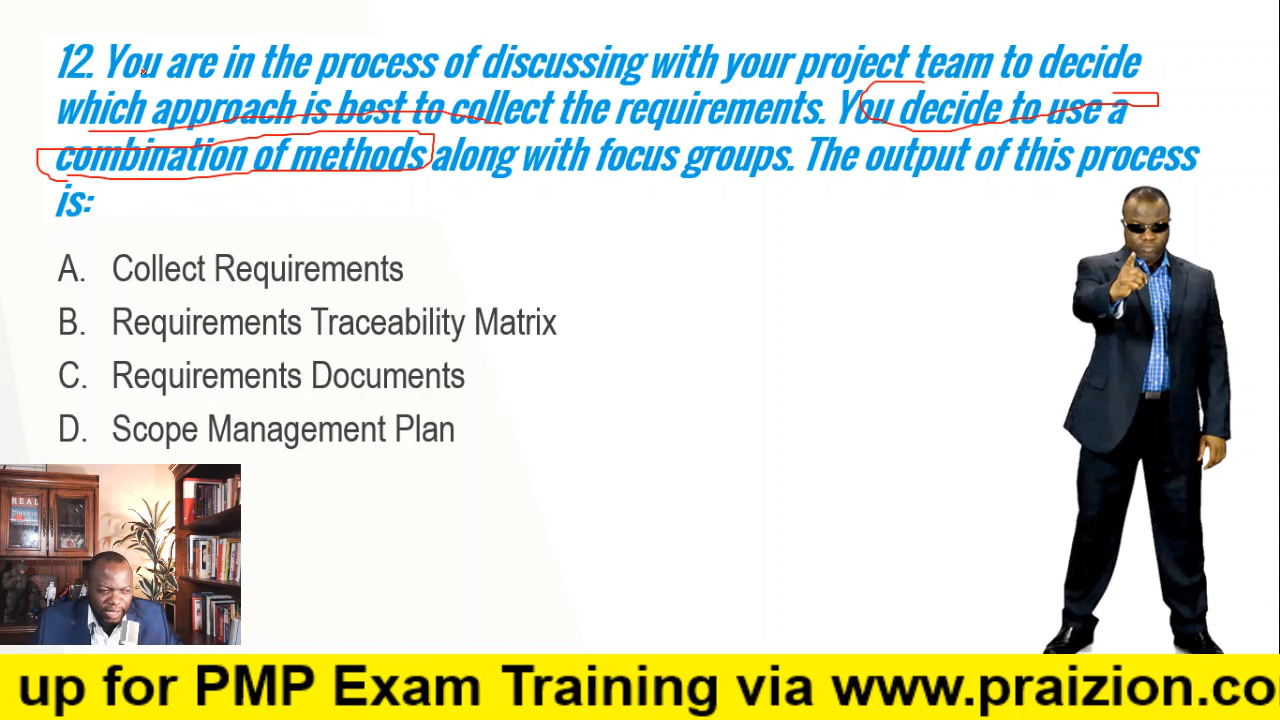 12. You are in the process of discussing with your project team to decide
which approach is best to collect the requirements. You decide to use a
combination of methods along with focus groups. The output of this process
is:
A. Collect Requirements
B. Requirements Traceability Matrix
C. Requirements Documents
D. Scope Management Plan
REAL
up for PMP Exam Training via www.praizion.co